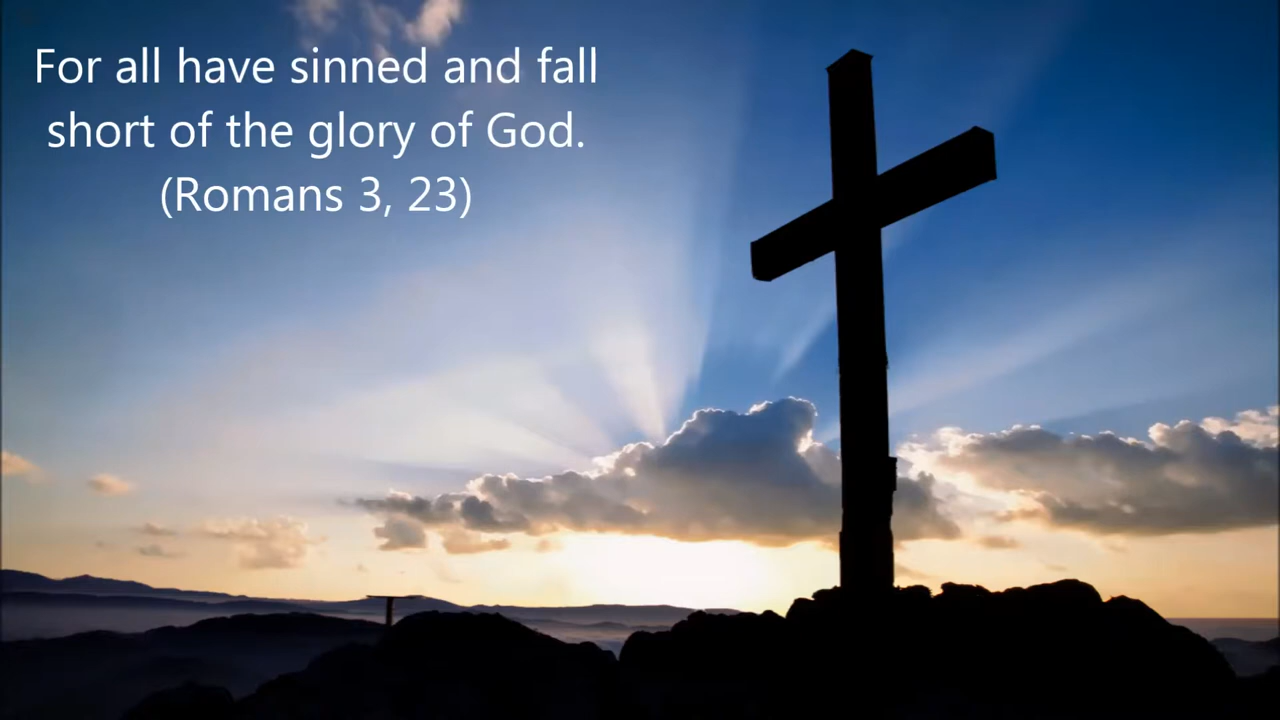 For all have sinned and fall
short of the glory of God.
(Romans 3, 23)